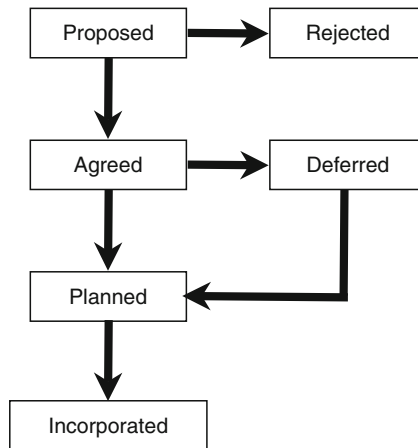 Proposed
Rejected
Agreed
Deferred
Planned
Incorporated